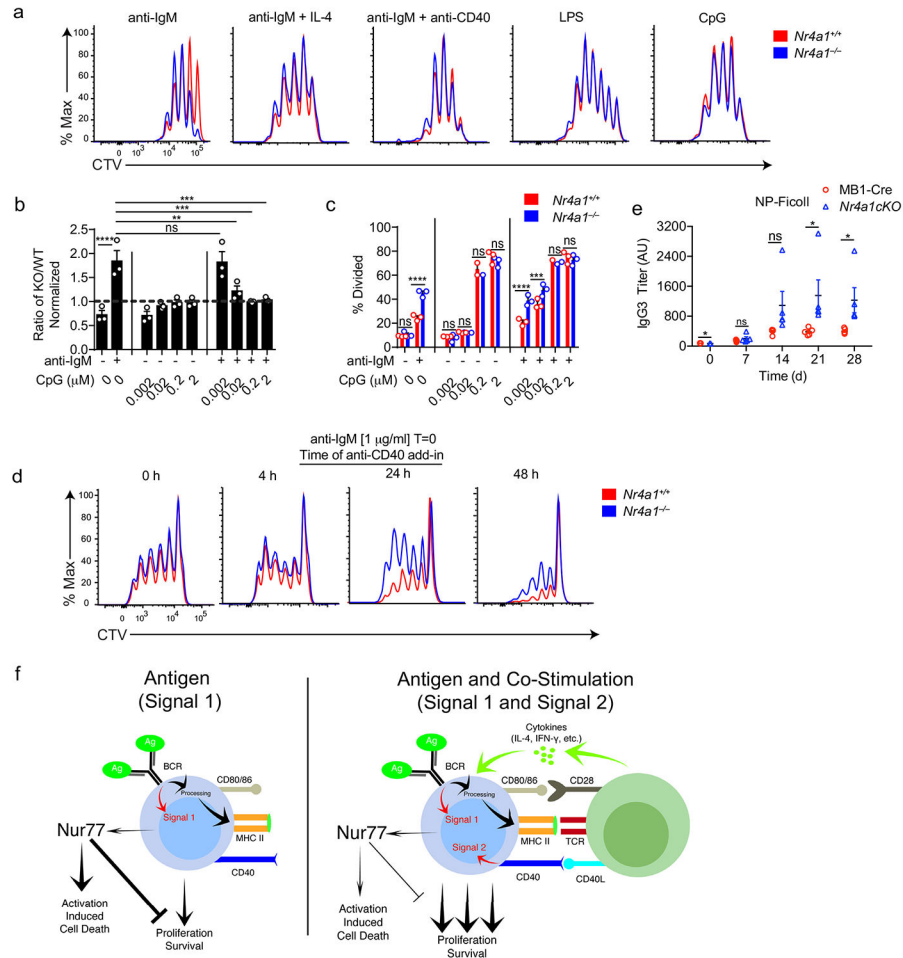 a
anti-IgM
anti-IgM + IL-4
anti-IgM + anti-CD40
LPS
CpG
Nr4a1+/+
Nr4a1–/–
% Max
100
80
60
40
20
0
0 10³ 10⁴ 10⁵
CTV
b
Ratio of KO/WT
Normalized
2.5
2.0
1.5
1.0
0.5
0.0
***
***
**
ns
****
anti-IgM - + - - - - + + + +
CpG (μM) 0 0 0.002 0.02 0.2 2 0.002 0.02 0.2 2
c
Nr4a1+/+
Nr4a1–/–
% Divided
100
80
60
40
20
0
ns **** ns ns ns ns **** *** ns ns
anti-IgM - + - - - - + + + +
CpG (μM) 0 0 0.002 0.02 0.2 2 0.002 0.02 0.2 2
e
MB1-Cre
Nr4a1cKO
NP-Ficoll
IgG3 Titer (AU)
3200
2400
1600
800
0
* ns ns * *
0 7 14 21 28
Time (d)
anti-IgM [1 μg/ml] T=0
Time of anti-CD40 add-in
d
0 h
4 h
24 h
48 h
Nr4a1+/+
Nr4a1–/–
% Max
100
80
60
40
20
0
0 10³ 10⁴ 10⁵
CTV
f
Antigen
(Signal 1)
Ag
Ag
BCR
CD80/86
Processing
Signal 1
MHC II
CD40
Nur77
Activation
Induced
Cell Death
Proliferation
Survival
Antigen and Co-Stimulation
(Signal 1 and Signal 2)
Cytokines
(IL-4, IFN-γ, etc.)
Ag
Ag
BCR
CD80/86
CD28
Processing
Signal 1
MHC II
TCR
Signal 2
CD40
CD40L
Nur77
Activation
Induced
Cell Death
Proliferation
Survival